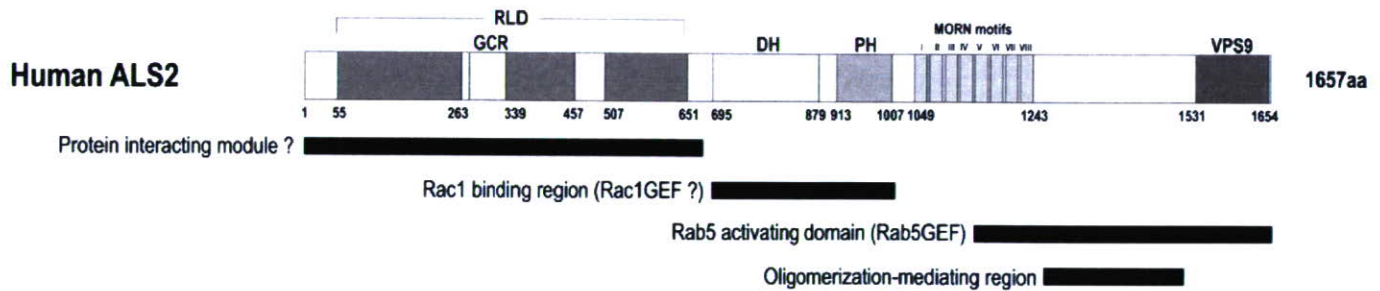 RLD
GCR
DH
PH
MORN motifs
I II III IV V VI VII VIII
VPS9
Human ALS2
1657aa
1 55 263 339 457 507 651 695 879 913 1007 1049 1243 1531 1654
Protein interacting module ?
Rac1 binding region (Rac1GEF ?)
Rab5 activating domain (Rab5GEF)
Oligomerization-mediating region